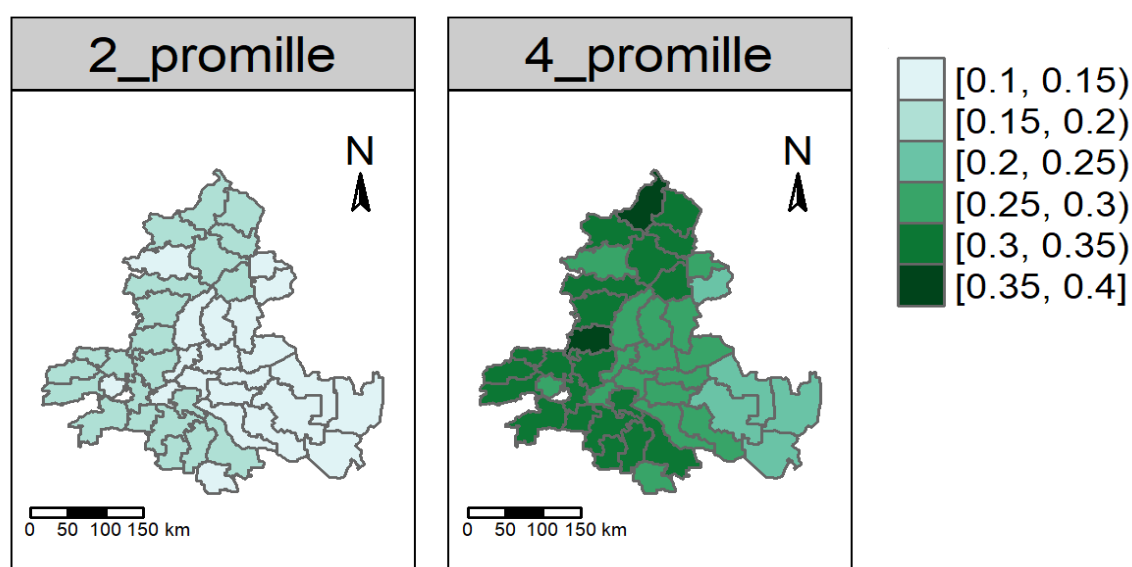 2_promille
N
0 50 100 150 km
4_promille
N
0 50 100 150 km
[0.1, 0.15)
[0.15, 0.2)
[0.2, 0.25)
[0.25, 0.3)
[0.3, 0.35)
[0.35, 0.4]